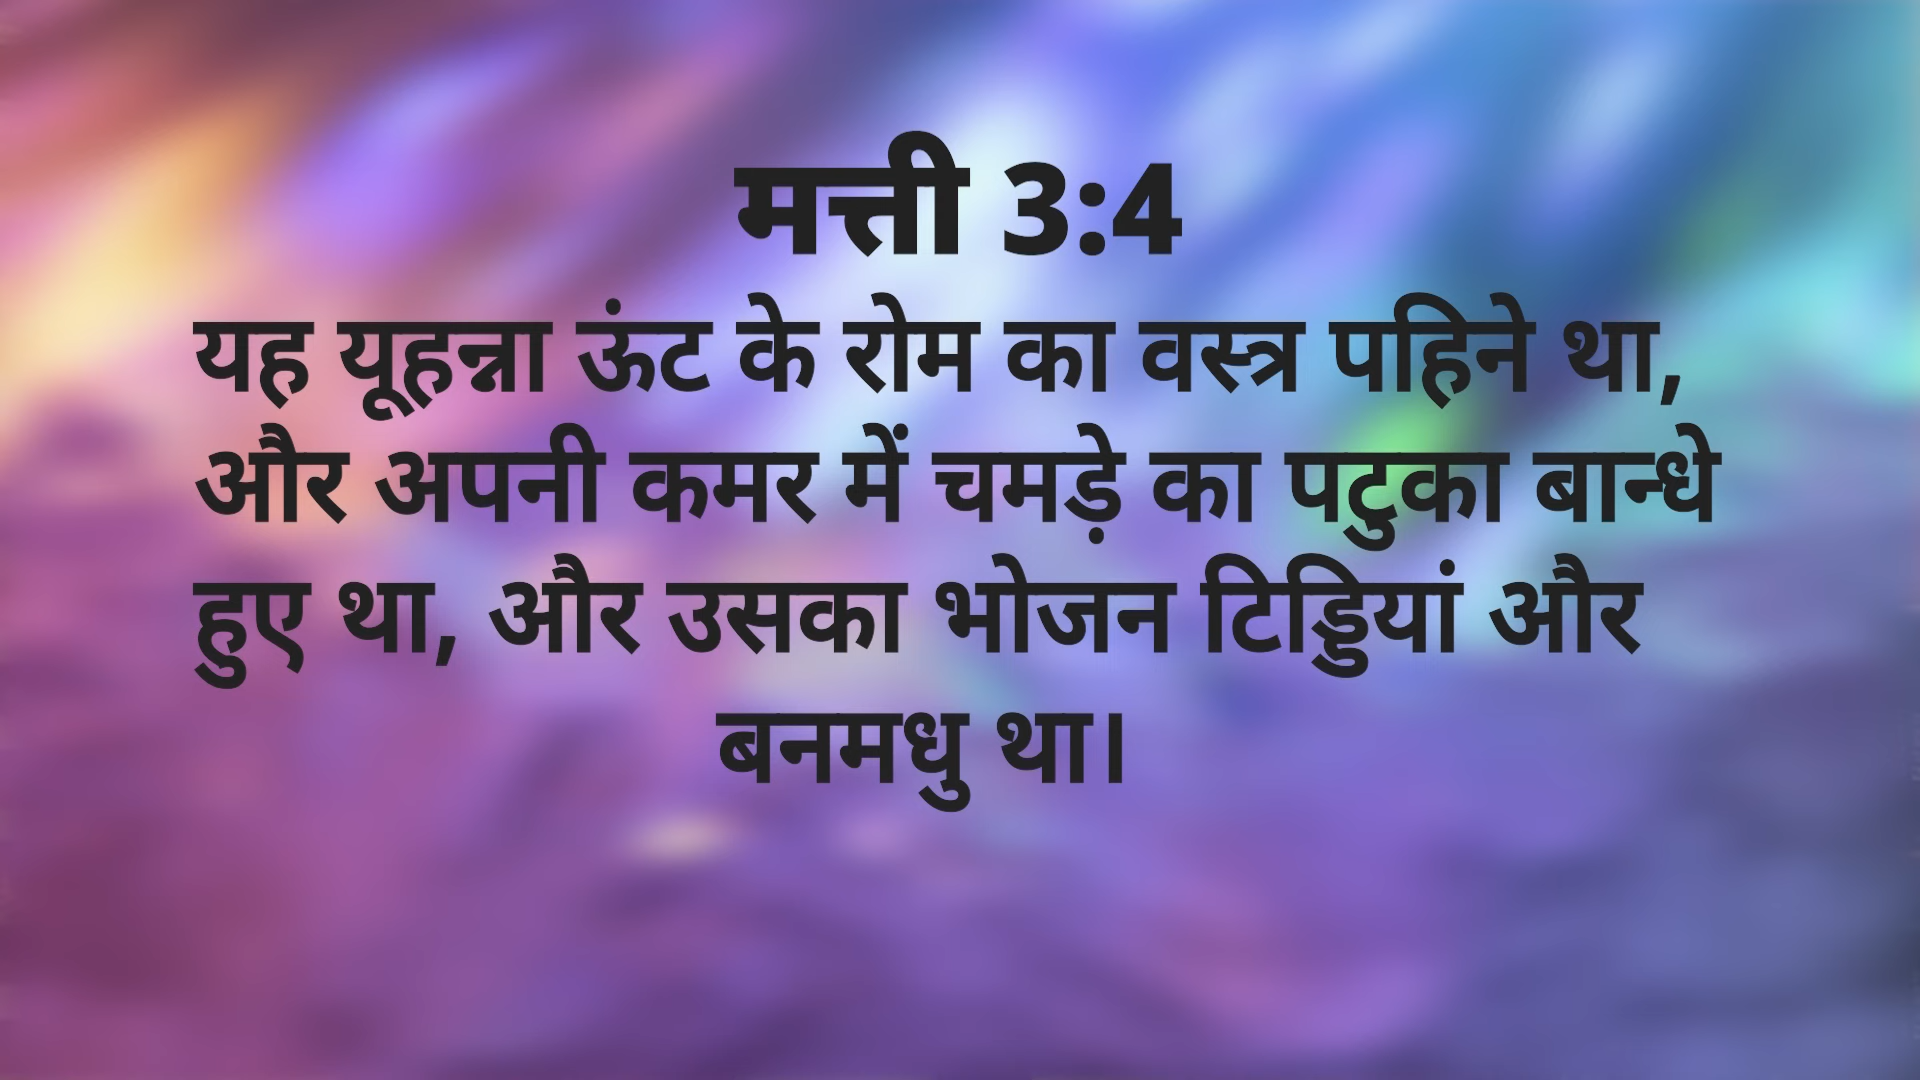 मत्ती 3:4
यह यूहन्ना ऊंट के रोम का वस्त्र पहिने था,
और अपनी कमर में चमड़े का पटुका बान्धे
हुए था, और उसका भोजन टिड्डियां और
बनमधु था।